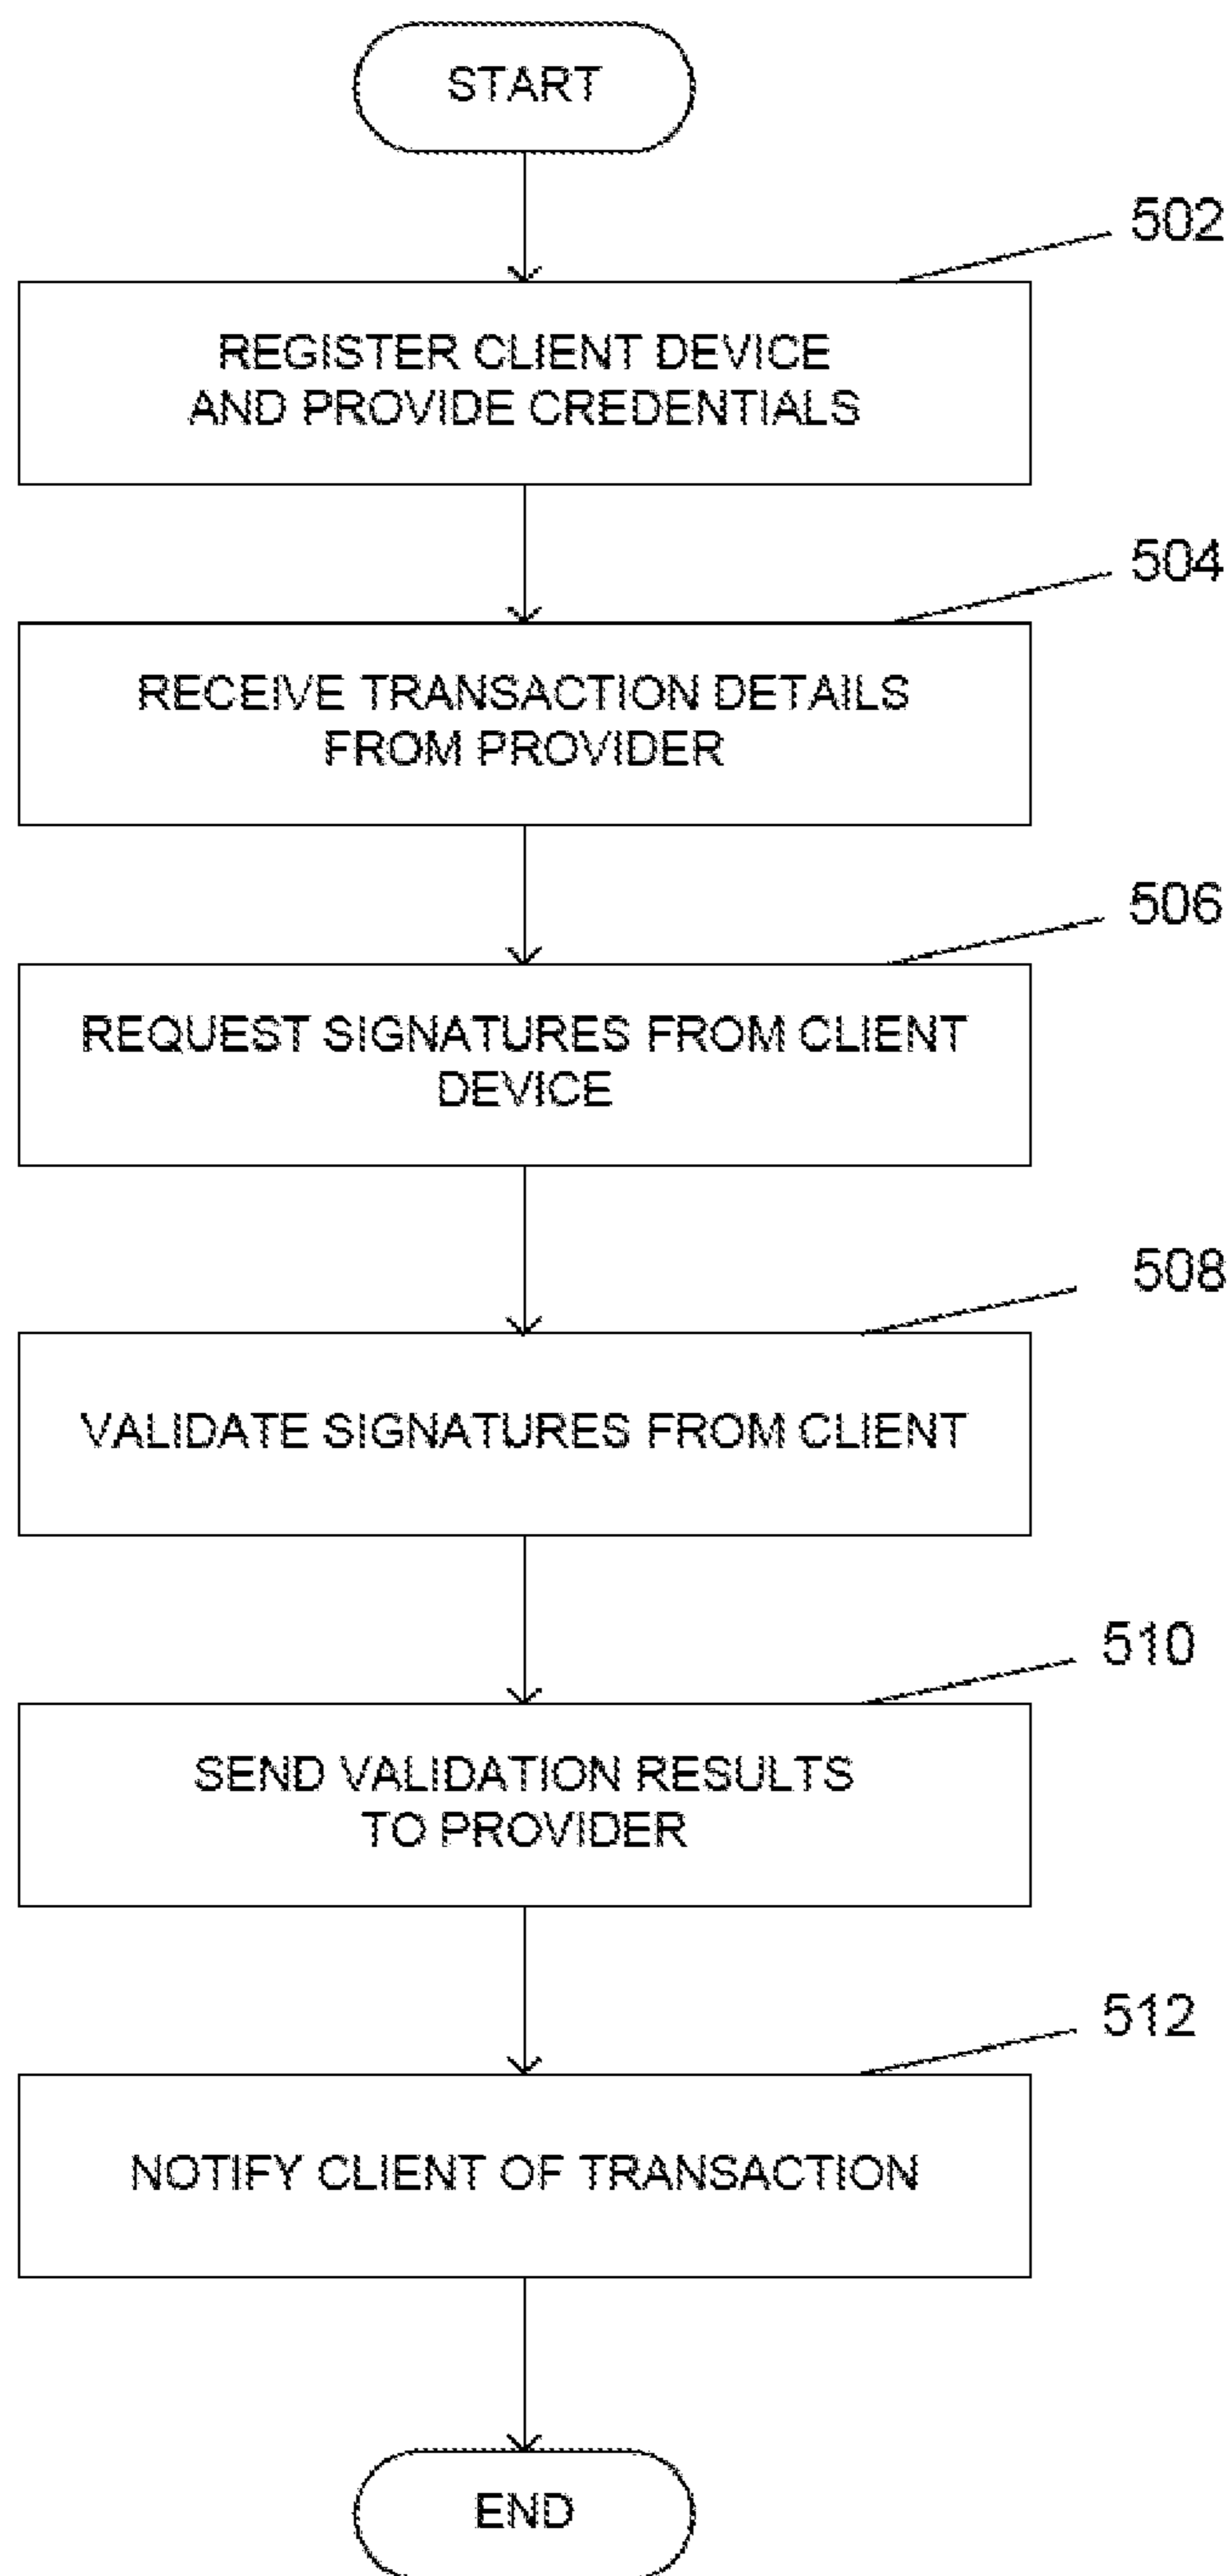 START
502
REGISTER CLIENT DEVICE
AND PROVIDE CREDENTIALS
504
RECEIVE TRANSACTION DETAILS
FROM PROVIDER
506
REQUEST SIGNATURES FROM CLIENT
DEVICE
508
VALIDATE SIGNATURES FROM CLIENT
510
SEND VALIDATION RESULTS
TO PROVIDER
512
NOTIFY CLIENT OF TRANSACTION
END